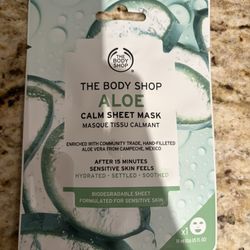 THE
BODY
SHOP
THE BODY SHOP
ALOE
CALM SHEET MASK
MASQUE TISSU CALMANT
ENRICHED WITH COMMUNITY TRADE, HAND-FILLETED
ALOE VERA FROM CAMPECHE, MEXICO
AFTER 15 MINUTES
SENSITIVE SKIN FEELS
HYDRATED - SETTLED - SOOTHED
BIODEGRADABLE SHEET
FORMULATED FOR SENSITIVE SKIN
x1